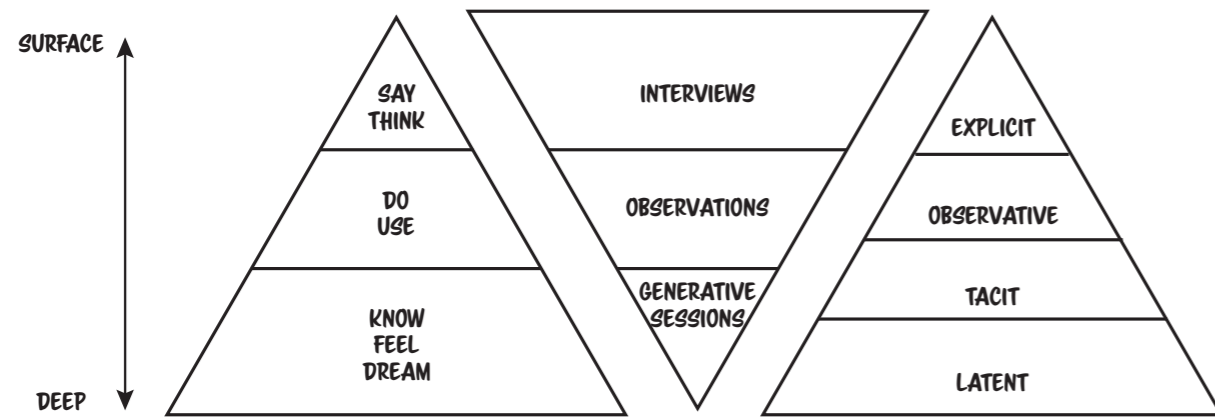 SURFACE
DEEP
SAY
THINK
DO
USE
KNOW
FEEL
DREAM
INTERVIEWS
OBSERVATIONS
GENERATIVE
SESSIONS
EXPLICIT
OBSERVATIVE
TACIT
LATENT